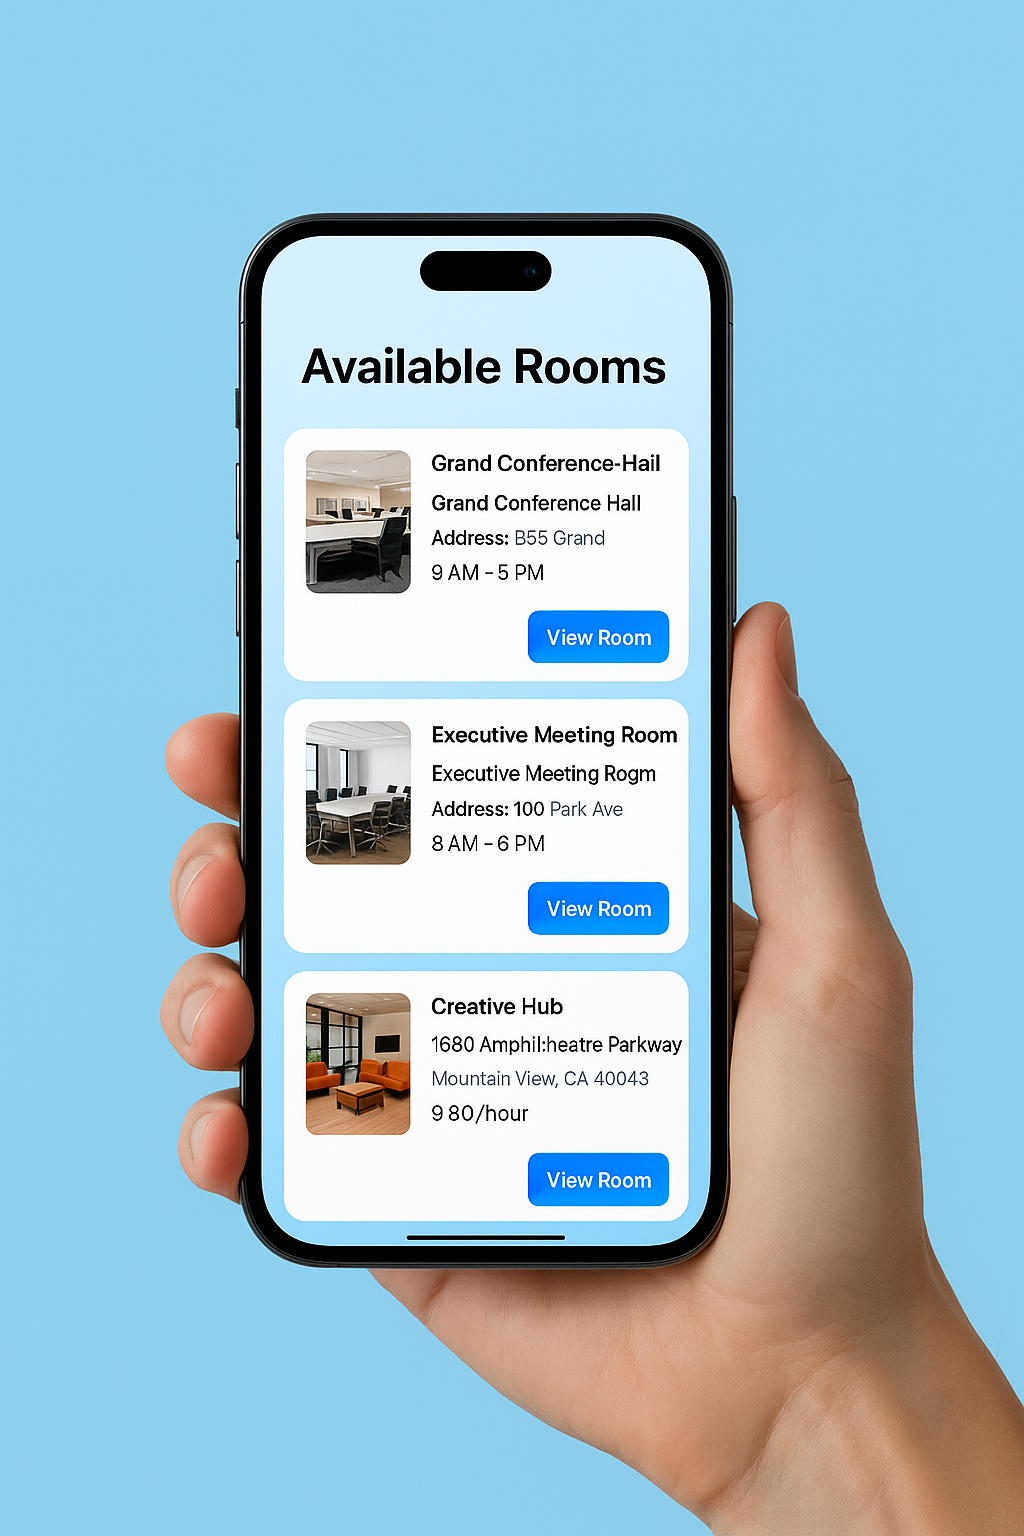 Available Rooms
Grand Conference-Hail
Grand Conference Hall
Address: B55 Grand
9 AM – 5 PM
View Room
Executive Meeting Room
Executive Meeting Rogm
Address: 100 Park Ave
8 AM – 6 PM
View Room
Creative Hub
1680 Amphil:heatre Parkway
Mountain View, CA 40043
9 80/hour
View Room